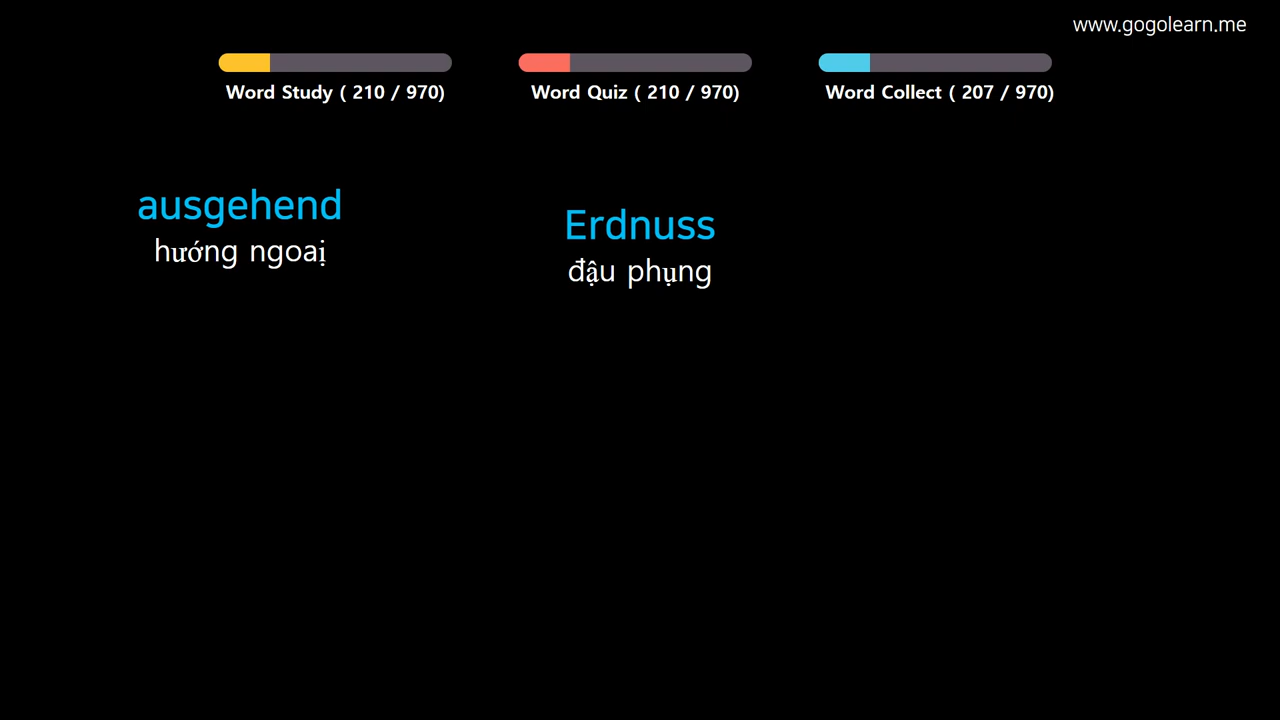 www.gogolearn.me
Word Study ( 210 / 970)
Word Quiz ( 210 / 970)
Word Collect ( 207 / 970)
ausgehend
hướng ngoaị
Erdnuss
đậu phụng